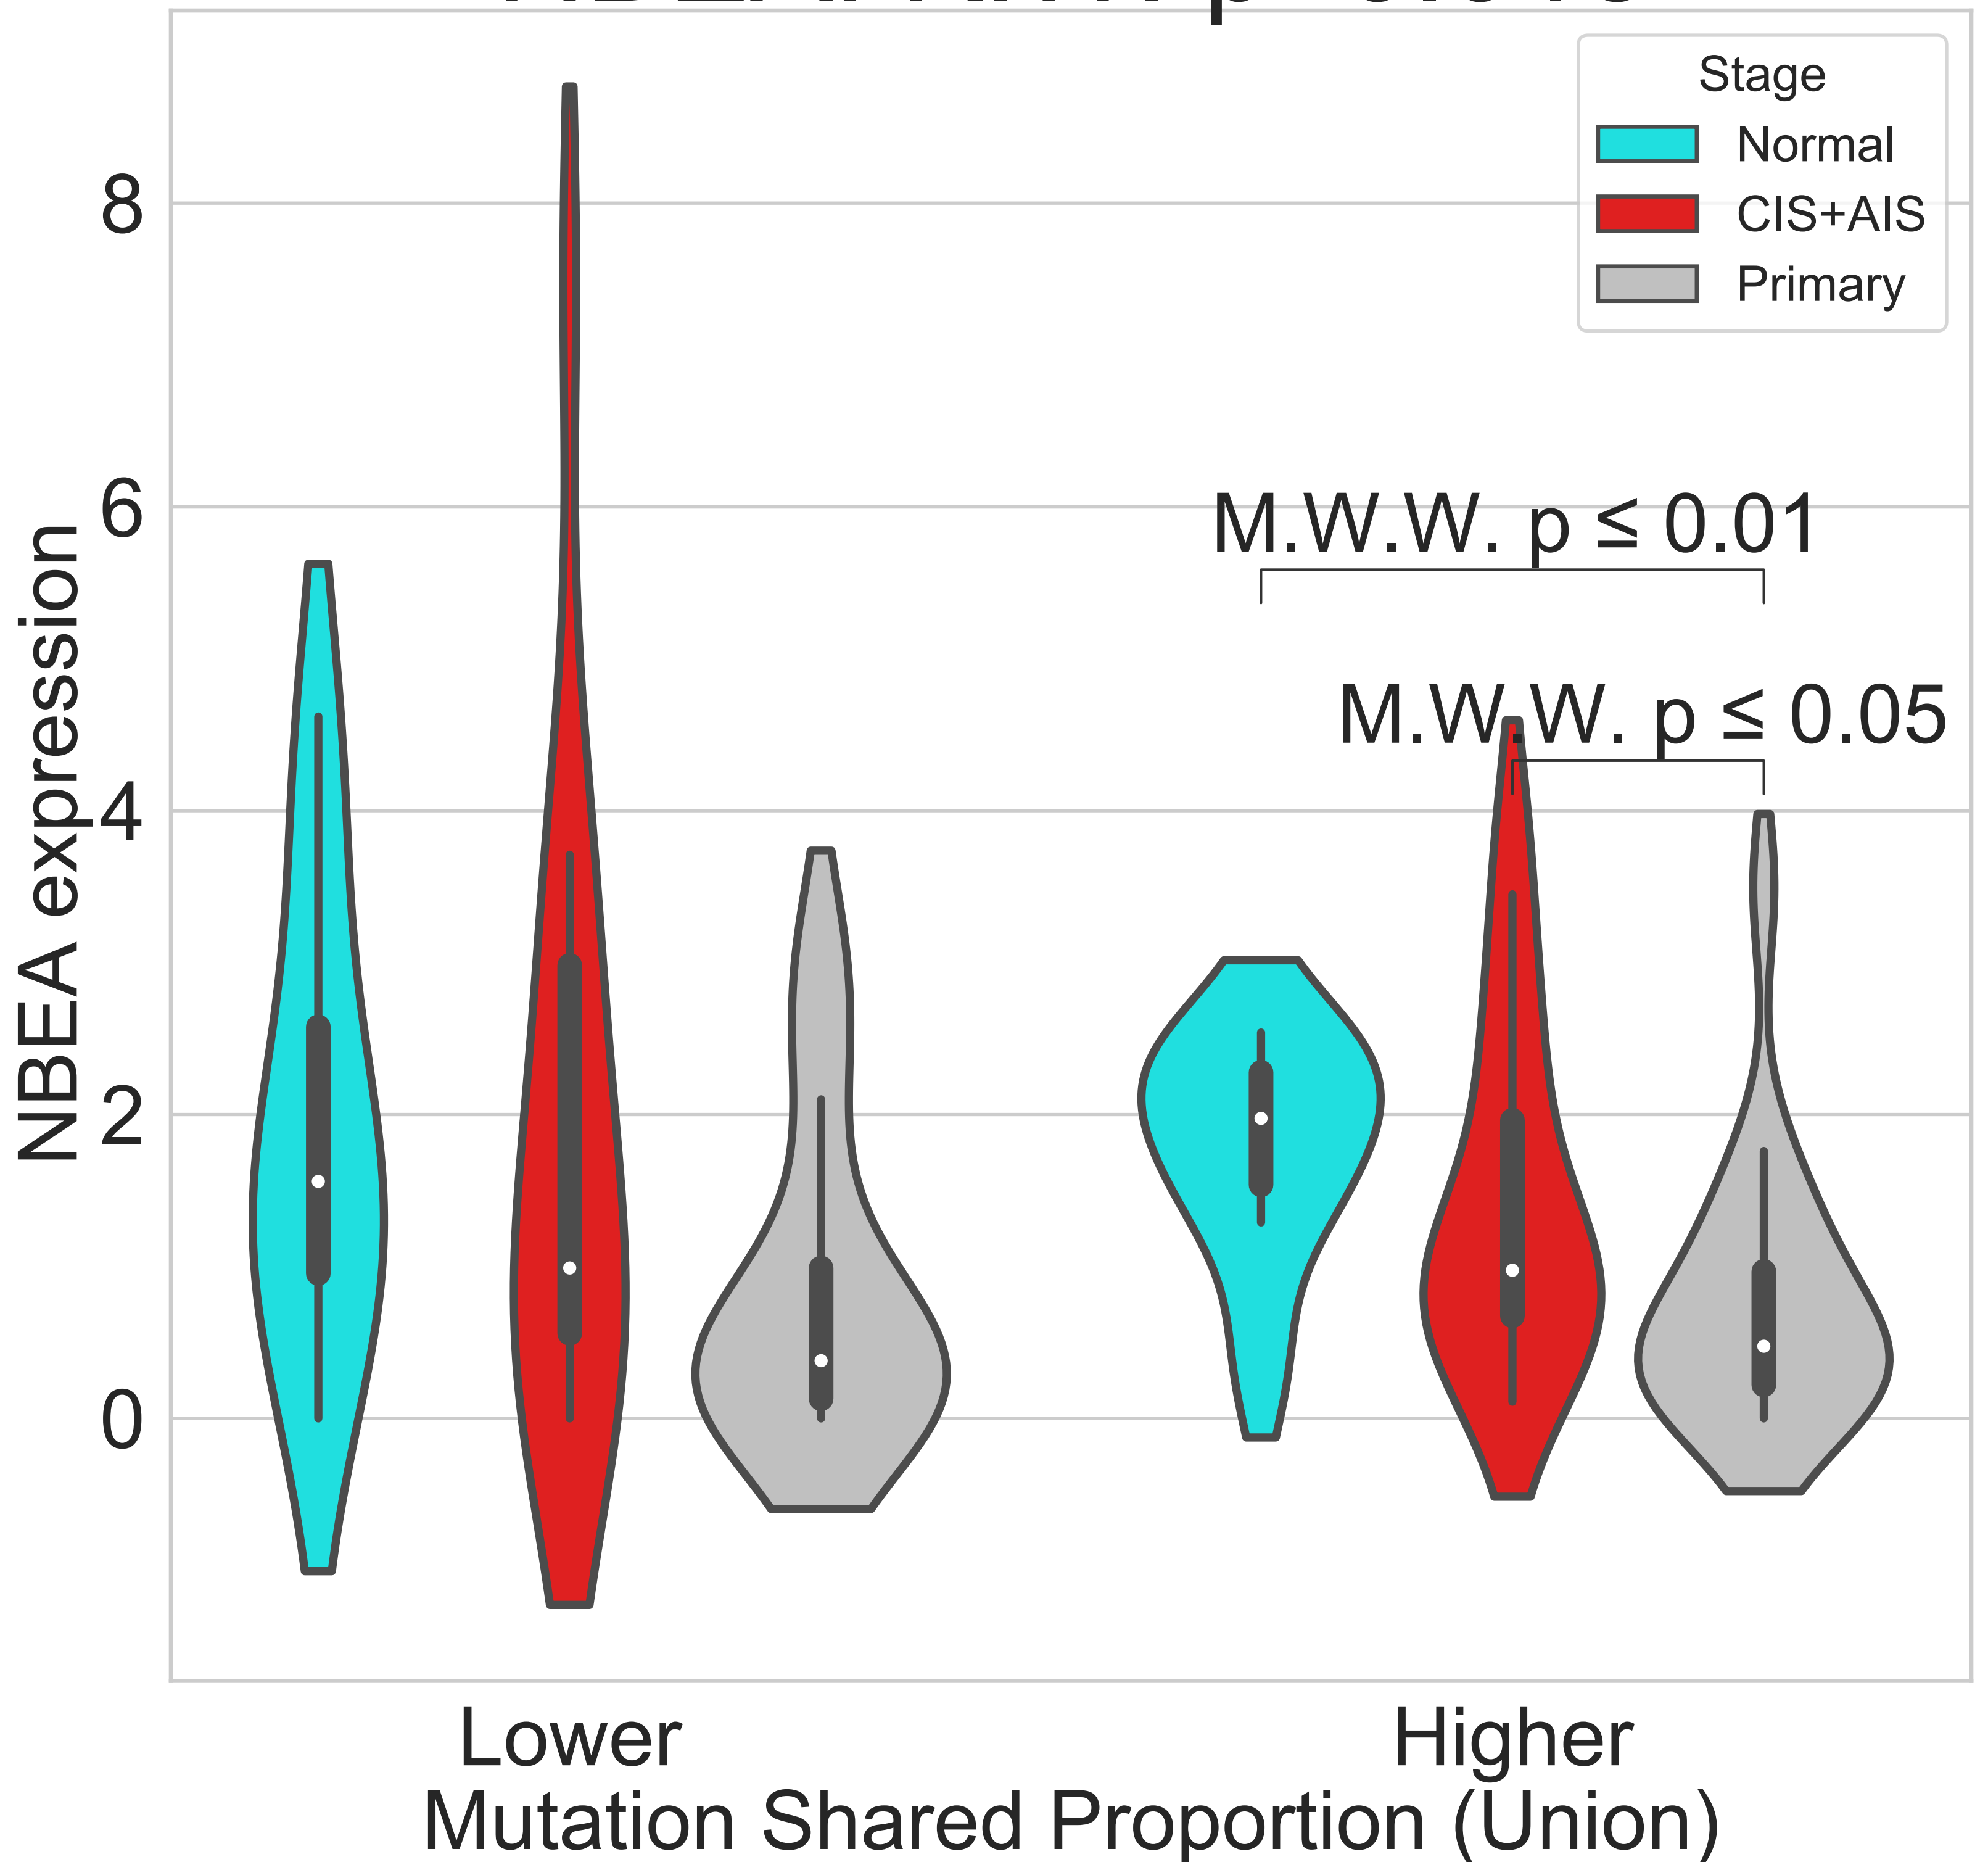 Stage
Normal
CIS+AIS
Primary
8
6
4
2
0
NBEA expression
M.W.W. p ≤ 0.01
M.W.W. p ≤ 0.05
Lower
Higher
Mutation Shared Proportion (Union)